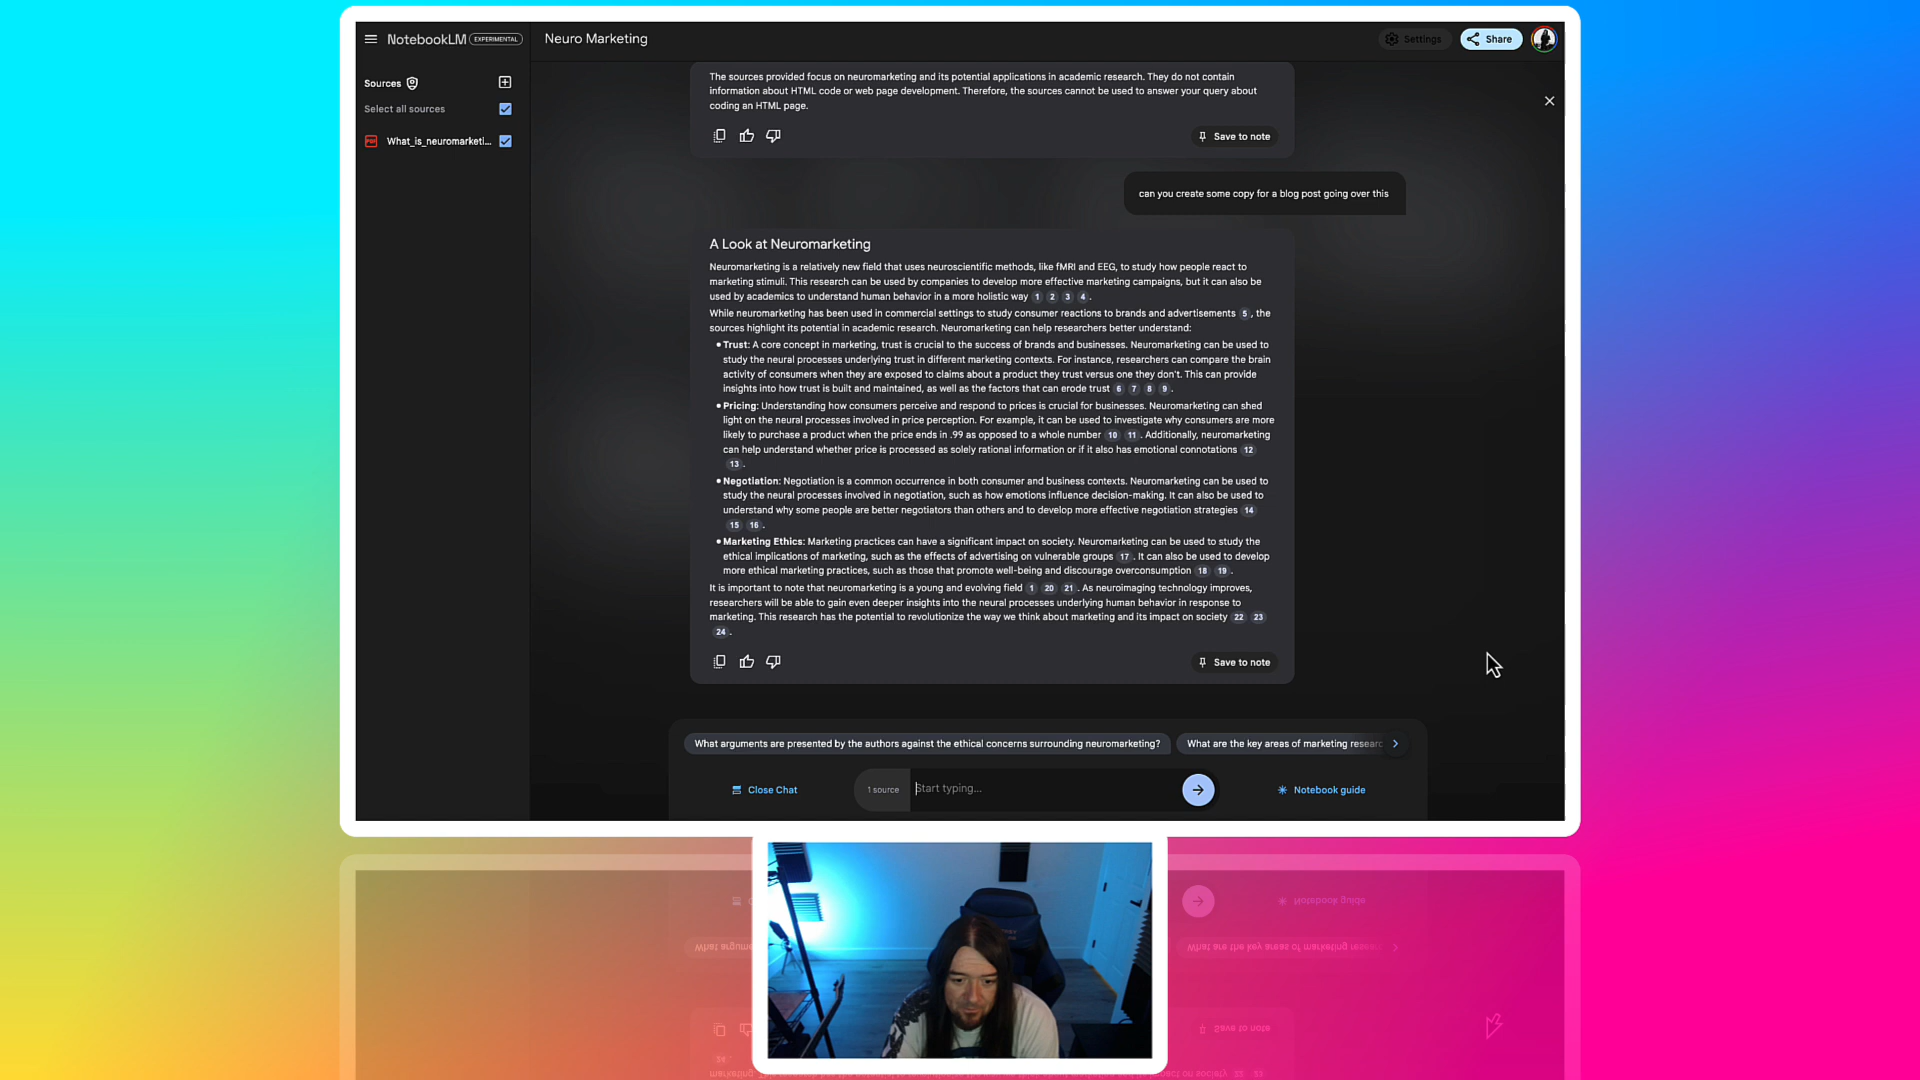 NotebookLM EXPERIMENTAL
Neuro Marketing
Settings
Share
Sources
Select all sources
PDF What_is_neuromarketi...
The sources provided focus on neuromarketing and its potential applications in academic research. They do not contain
information about HTML code or web page development. Therefore, the sources cannot be used to answer your query about
coding an HTML page.
Save to note
can you create some copy for a blog post going over this
A Look at Neuromarketing
Neuromarketing is a relatively new field that uses neuroscientific methods, like fMRI and EEG, to study how people react to
marketing stimuli. This research can be used by companies to develop more effective marketing campaigns, but it can also be
used by academics to understand human behavior in a more holistic way 1 2 3 4.
While neuromarketing has been used in commercial settings to study consumer reactions to brands and advertisements 5, the
sources highlight its potential in academic research. Neuromarketing can help researchers better understand:
• Trust: A core concept in marketing, trust is crucial to the success of brands and businesses. Neuromarketing can be used to
study the neural processes underlying trust in different marketing contexts. For instance, researchers can compare the brain
activity of consumers when they are exposed to claims about a product they trust versus one they don't. This can provide
insights into how trust is built and maintained, as well as the factors that can erode trust 6 7 8 9.
• Pricing: Understanding how consumers perceive and respond to prices is crucial for businesses. Neuromarketing can shed
light on the neural processes involved in price perception. For example, it can be used to investigate why consumers are more
likely to purchase a product when the price ends in .99 as opposed to a whole number 10 11. Additionally, neuromarketing
can help understand whether price is processed as solely rational information or if it also has emotional connotations 12
13.
• Negotiation: Negotiation is a common occurrence in both consumer and business contexts. Neuromarketing can be used to
study the neural processes involved in negotiation, such as how emotions influence decision-making. It can also be used to
understand why some people are better negotiators than others and to develop more effective negotiation strategies 14
15 16.
• Marketing Ethics: Marketing practices can have a significant impact on society. Neuromarketing can be used to study the
ethical implications of marketing, such as the effects of advertising on vulnerable groups 17. It can also be used to develop
more ethical marketing practices, such as those that promote well-being and discourage overconsumption 18 19.
It is important to note that neuromarketing is a young and evolving field 1 20 21. As neuroimaging technology improves,
researchers will be able to gain even deeper insights into the neural processes underlying human behavior in response to
marketing. This research has the potential to revolutionize the way we think about marketing and its impact on society 22 23
24.
Save to note
What arguments are presented by the authors against the ethical concerns surrounding neuromarketing?
What are the key areas of marketing researc
Close Chat
1 source
Start typing...
Notebook guide